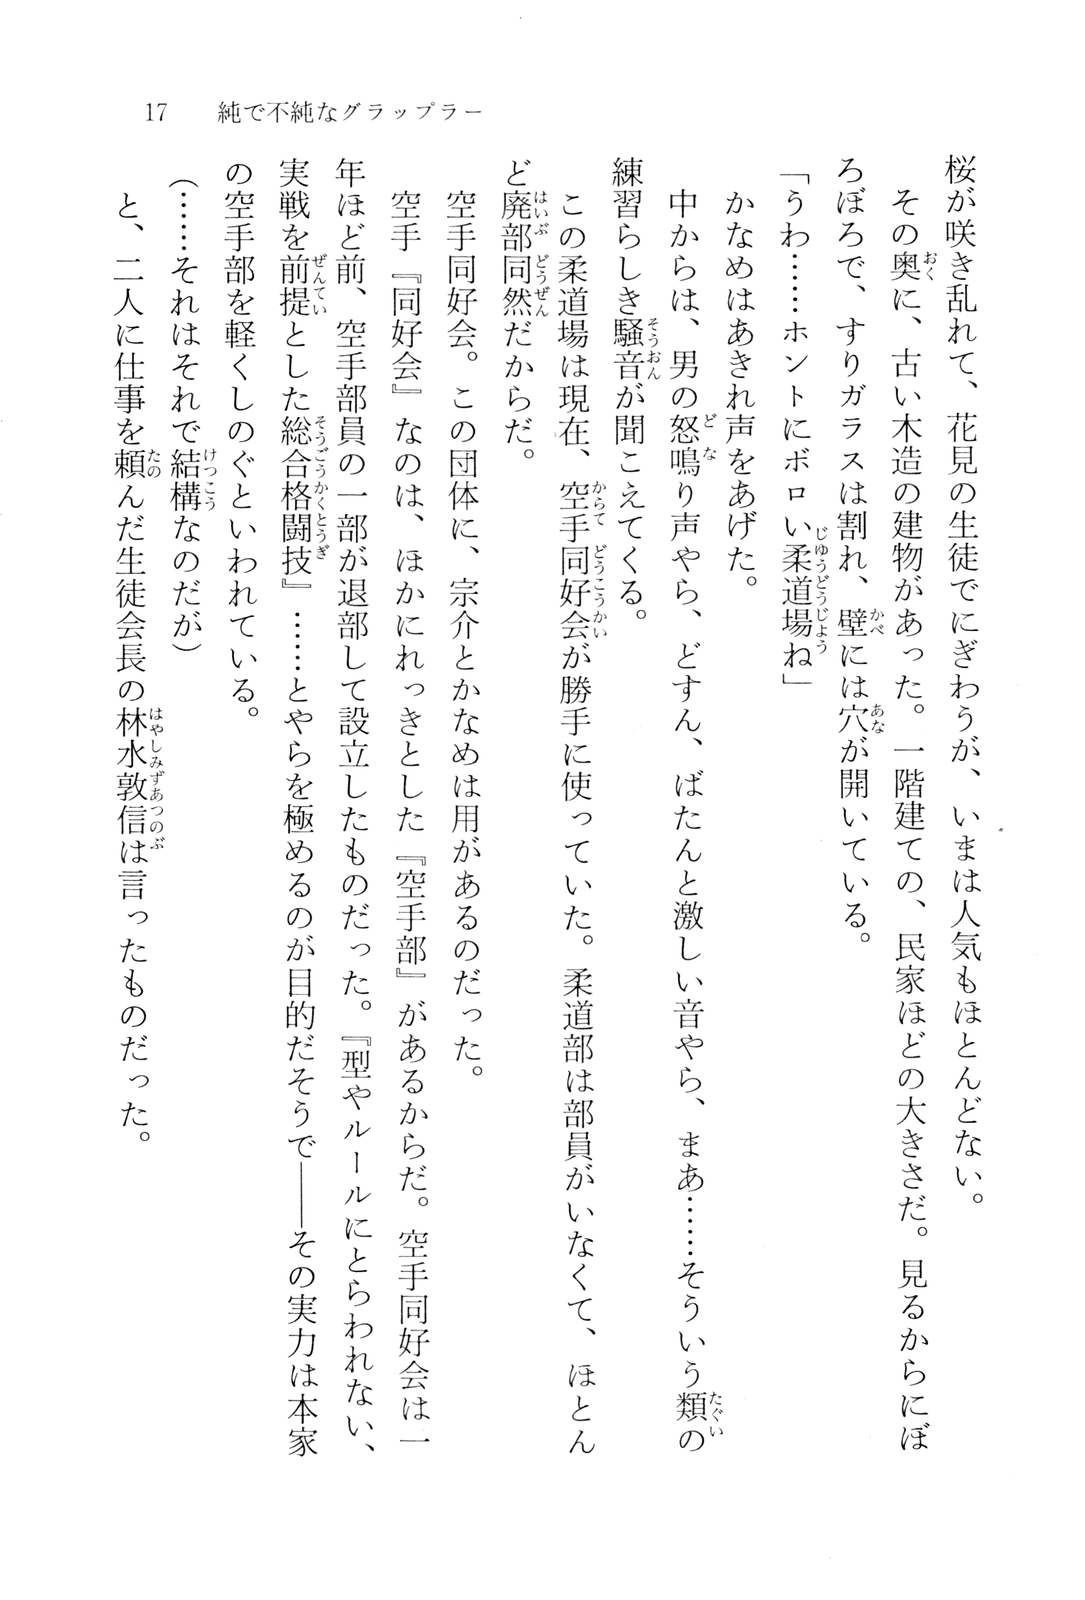 17　純で不純なグラップラー
桜が咲き乱れて、花見の生徒でにぎわうが、いまは人気もほとんどない。
その奥に、古い木造の建物があった。一階建ての、民家ほどの大きさだ。見るからにぼ
ろぼろで、すりガラスは割れ、壁には穴が開いている。
「うわ……ホントにボロい柔道場ね」
かなめはあきれ声をあげた。
中からは、男の怒鳴り声やら、どすん、ばたんと激しい音やら、まあ……そういう類の
練習らしき騒音が聞こえてくる。
この柔道場は現在、空手同好会が勝手に使っていた。柔道部は部員がいなくて、ほとん
ど廃部同然だからだ。
空手同好会。この団体に、宗介とかなめは用があるのだった。
空手『同好会』なのは、ほかにれっきとした『空手部』があるからだ。空手同好会は一
年ほど前、空手部員の一部が退部して設立したものだった。『型やルールにとらわれない、
実戦を前提とした総合格闘技』……とやらを極めるのが目的だそうで――その実力は本家
の空手部を軽くしのぐといわれている。
（……それはそれで結構なのだが）
と、二人に仕事を頼んだ生徒会長の林水敦信は言ったものだった。